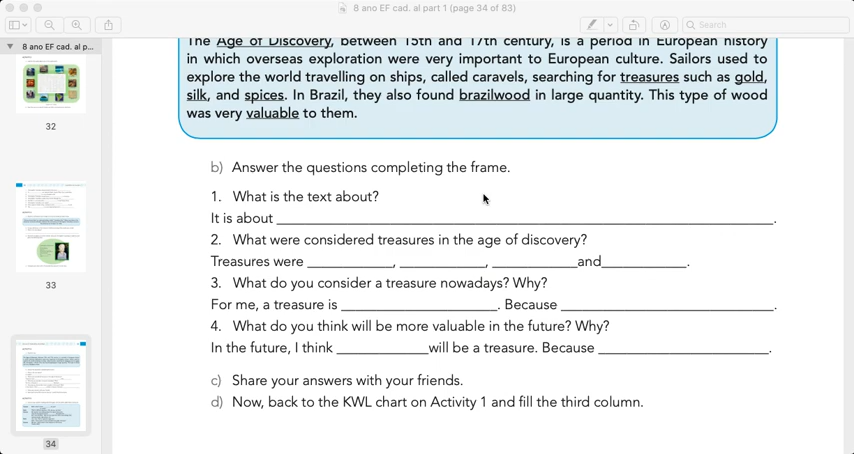 8 ano EF cad. al part 1 (page 34 of 83)
Search
8 ano EF cad. al p...
32
33
34
The Age of Discovery, between 15th and 17th century, is a period in European history
in which overseas exploration were very important to European culture. Sailors used to
explore the world travelling on ships, called caravels, searching for treasures such as gold,
silk, and spices. In Brazil, they also found brazilwood in large quantity. This type of wood
was very valuable to them.
b) Answer the questions completing the frame.
1. What is the text about?
It is about ______________________________.
2. What were considered treasures in the age of discovery?
Treasures were ____________, ____________, ____________and____________.
3. What do you consider a treasure nowadays? Why?
For me, a treasure is ______________________. Because ______________________________.
4. What do you think will be more valuable in the future? Why?
In the future, I think _____________will be a treasure. Because ________________________.
c) Share your answers with your friends.
d) Now, back to the KWL chart on Activity 1 and fill the third column.